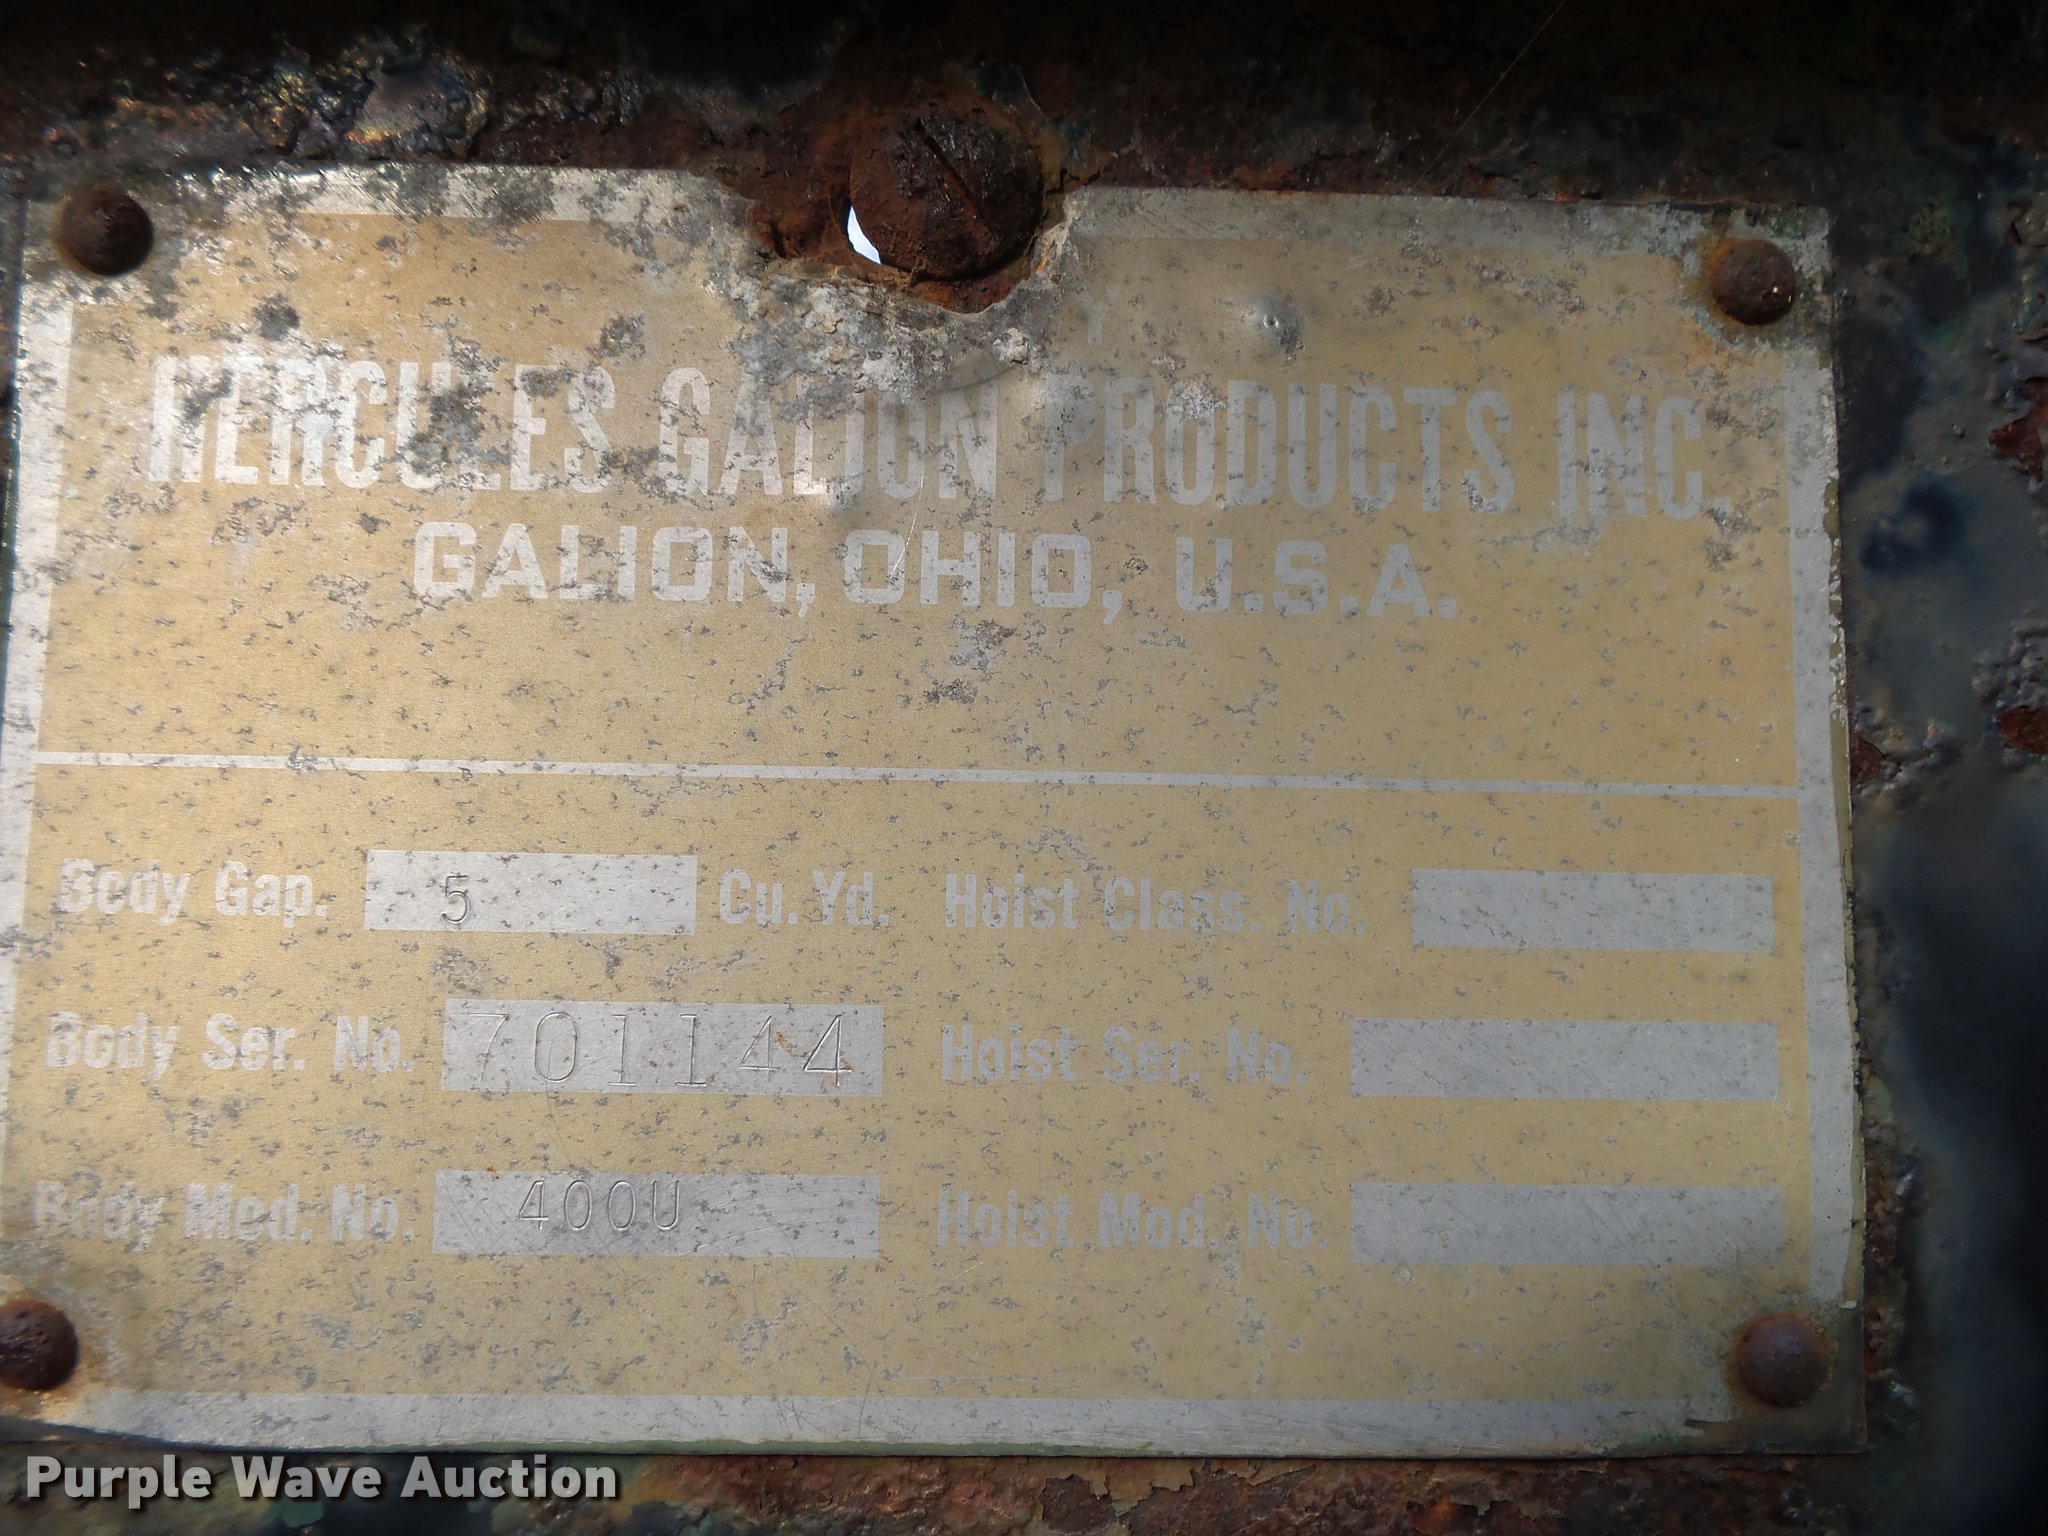 HERCULES GALION PRODUCTS INC.
GALION, OHIO, U.S.A.
Body Cap. 5 Cu. Yd. Hoist Class. No.
Body Ser. No. 701144 Hoist Ser. No.
Body Mod. No. 400U Hoist Mod. No.
Purple Wave Auction